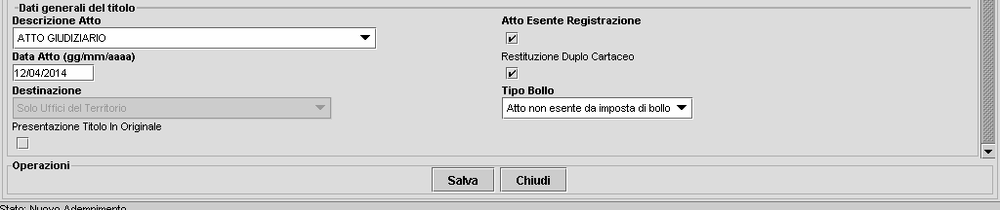 Dati generali del titolo
Descrizione Atto
ATTO GIUDIZIARIO
Atto Esente Registrazione
Data Atto (gg/mm/aaaa)
12/04/2014
Restituzione Duplo Cartaceo
Destinazione
Solo Uffici del Territorio
Tipo Bollo
Atto non esente da imposta di bollo
Presentazione Titolo In Originale
Operazioni
Salva
Chiudi
Stato: Nuovo Adempimento